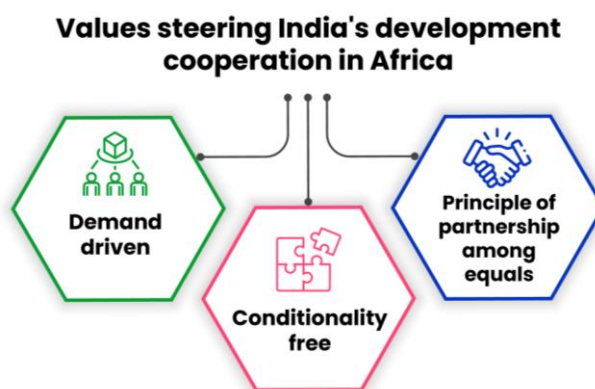 Values steering India's development
cooperation in Africa
Demand
driven
Conditionality
free
Principle of
partnership
among
equals